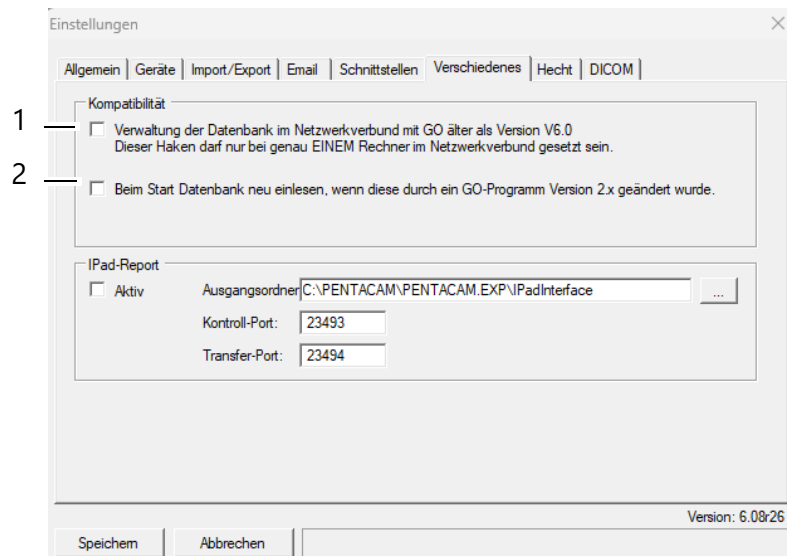 Einstellungen
Allgemein Geräte Import/Export Email Schnittstellen Verschiedenes Hecht DICOM
Kompatibilität
1
Verwaltung der Datenbank im Netzwerkverbund mit GO älter als Version V6.0
Dieser Haken darf nur bei genau EINEM Rechner im Netzwerkverbund gesetzt sein.
2
Beim Start Datenbank neu einlesen, wenn diese durch ein GO-Programm Version 2.x geändert wurde.
IPad-Report
Aktiv Ausgangsordner C:\PENTACAM\PENTACAM.EXP\IPadInterface ...
Kontroll-Port: 23493
Transfer-Port: 23494
Version: 6.08r26
Speichern Abbrechen